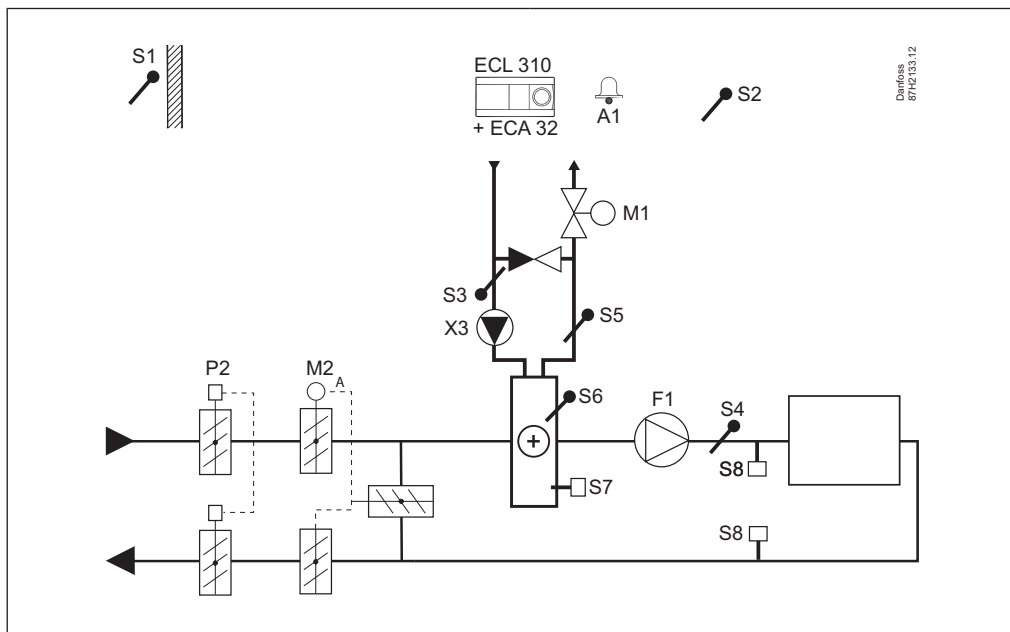 S1
ECL 310
+ ECA 32
A1
S2
Danfoss
87H2133.12
M1
S3
X3
S5
P2
M2
A
S6
F1
S4
S8
S7
S8